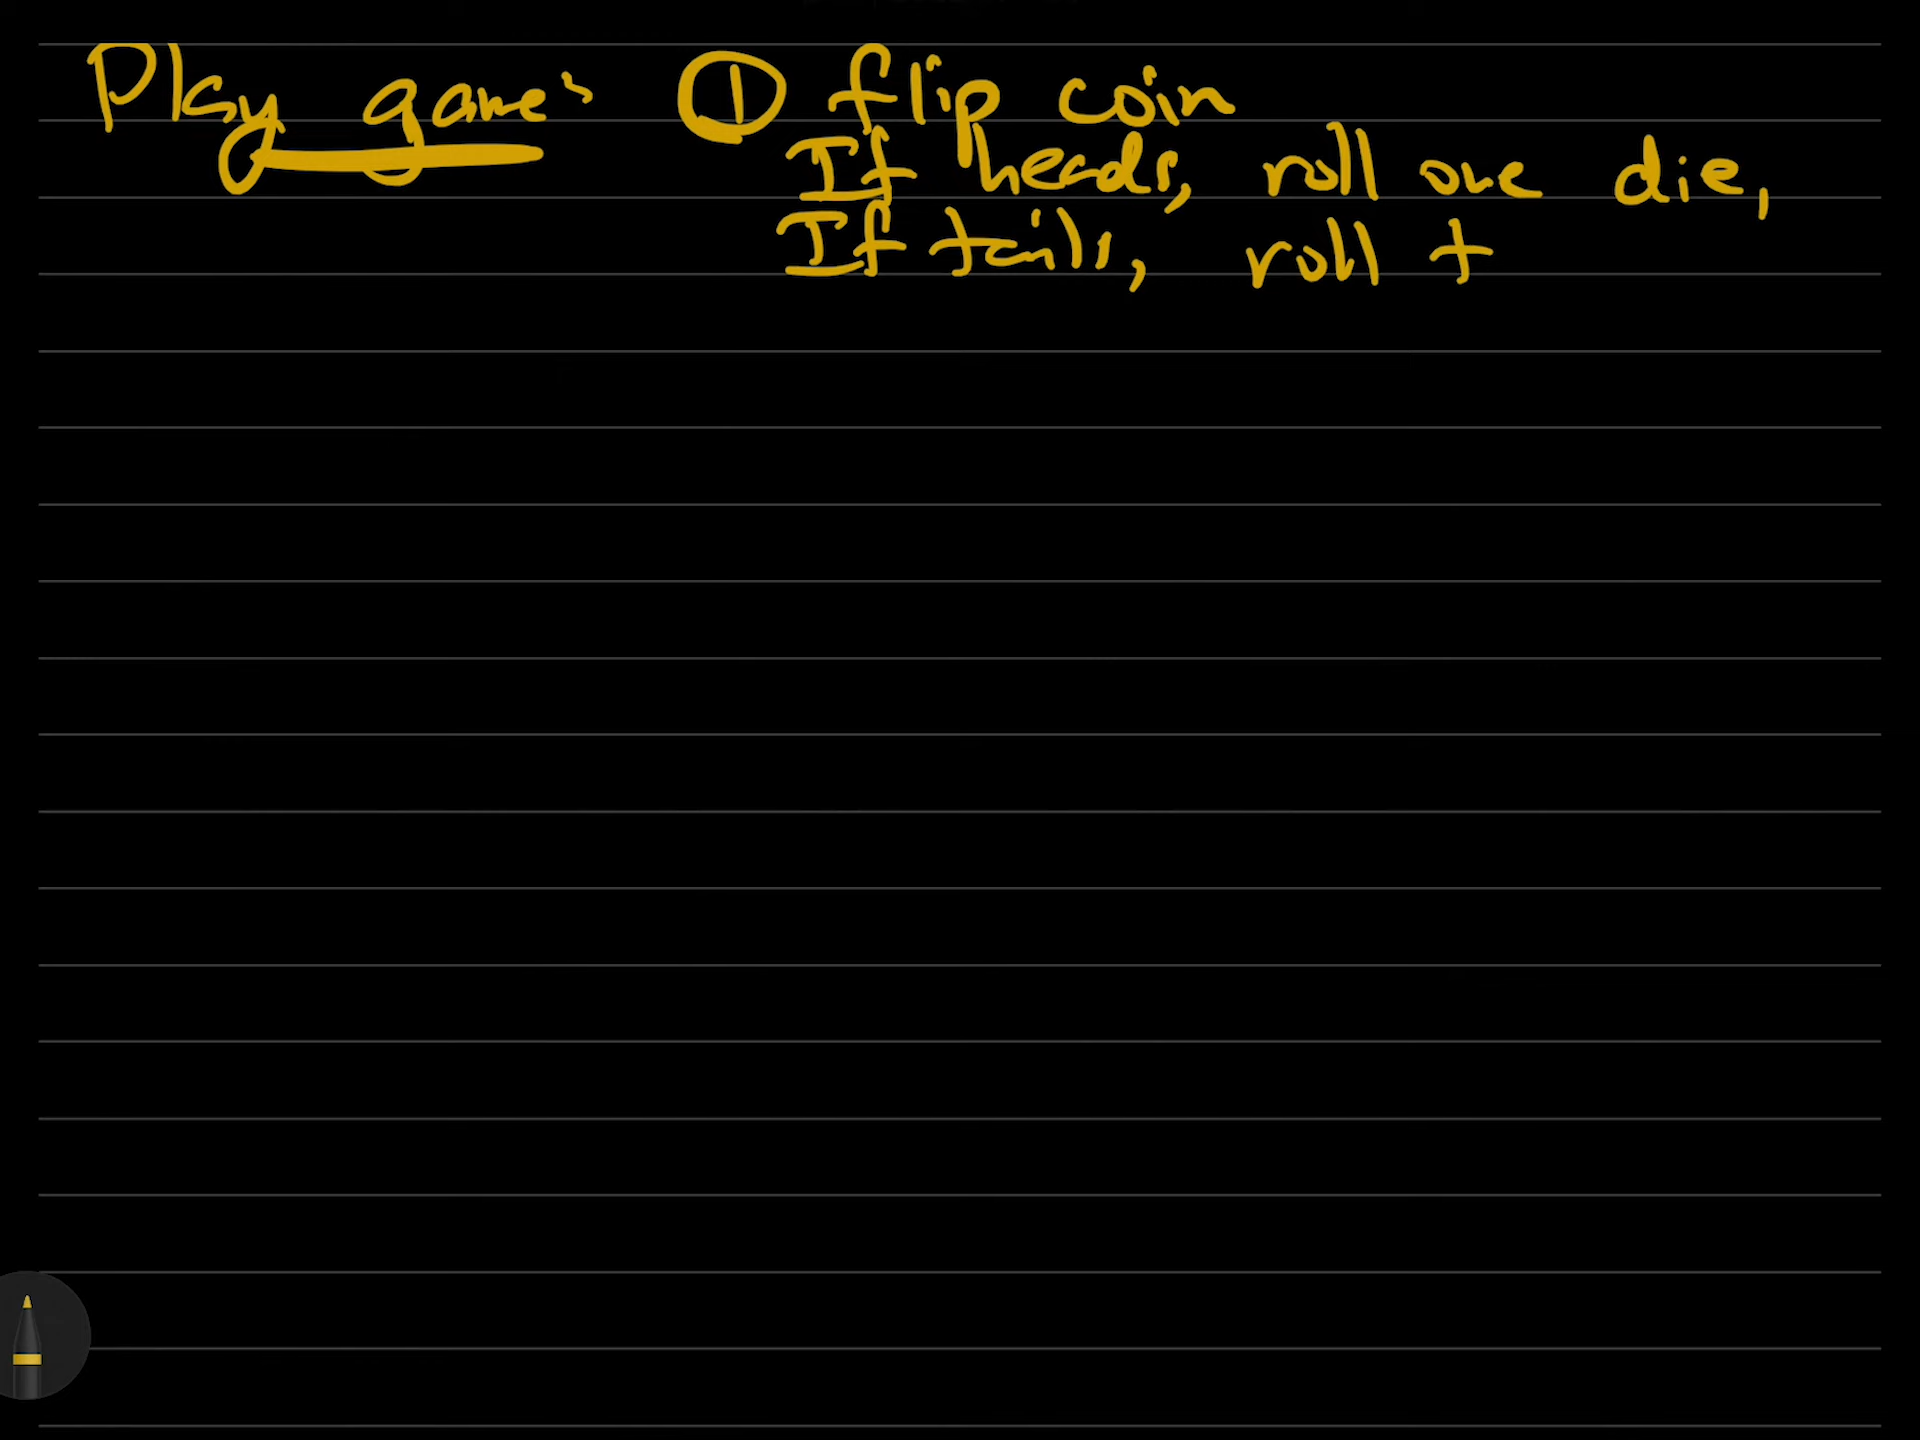 Play game: ① flip coin
If heads, roll one die,
If tails, roll t